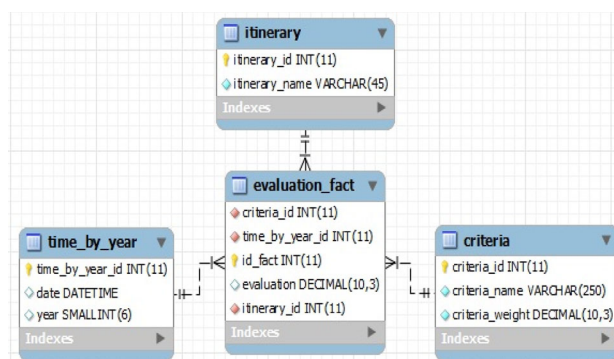 itinerary
itinerary_id INT(11)
itinerary_name VARCHAR(45)
Indexes
evaluation_fact
criteria_id INT(11)
time_by_year_id INT(11)
id_fact INT(11)
evaluation DECIMAL(10,3)
itinerary_id INT(11)
Indexes
time_by_year
time_by_year_id INT(11)
date DATETIME
year SMALLINT(6)
Indexes
criteria
criteria_id INT(11)
criteria_name VARCHAR(250)
criteria_weight DECIMAL(10,3)
Indexes